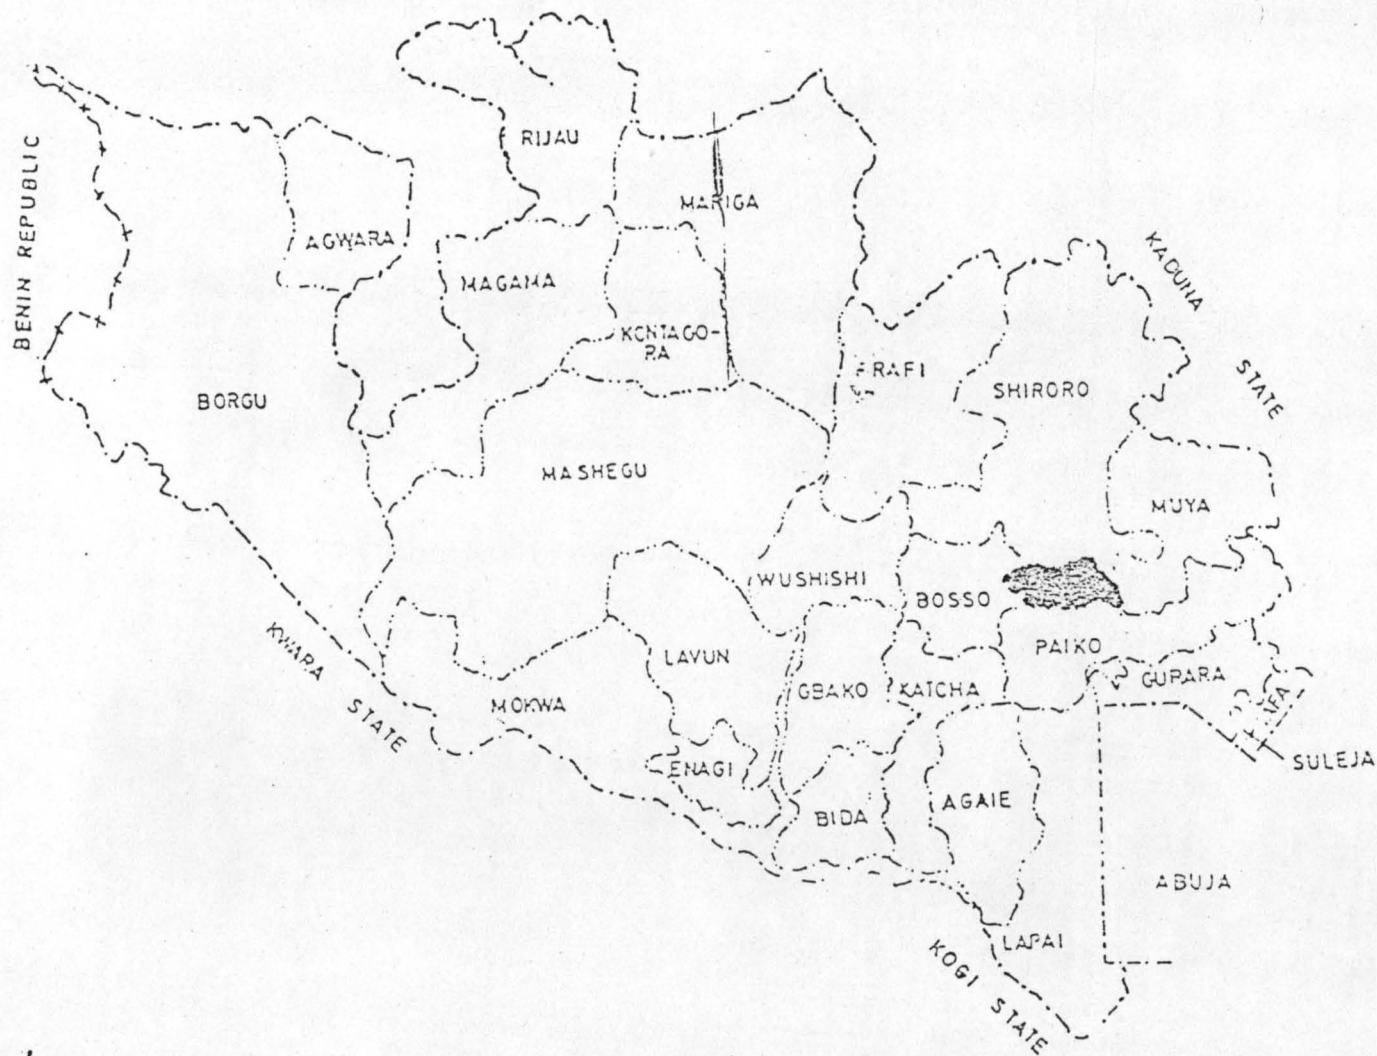 RIJAU
BENIN REPUBLIC
MARIGA
AGWARA
KADUNA
STATE
MAGAMA
KONTAGO-
RA
RAFI
SHIRORO
BORGU
MASHEGU
MUYA
WUSHISHI
BOSSO
KWARA
STATE
LAVUN
PAIKO
GBAKO
KATCHA
GUPARA
MOKWA
SULEJA
ENAGI
BIDA
AGAIE
ABUJA
LAPAI
KOGI STATE